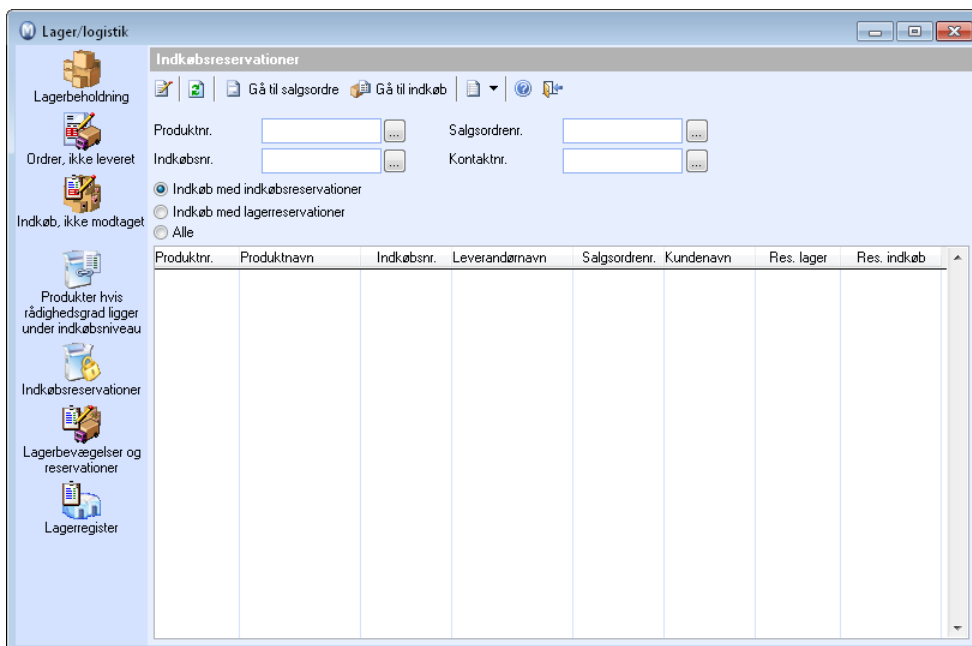 Lager/logistik
Lagerbeholdning
Ordrer, ikke leveret
Indkøb, ikke modtaget
Produkter hvis
rådighedsgrad ligger
under indkøbsniveau
Indkøbsreservationer
Lagerbevægelser og
reservationer
Lagerregister
Indkøbsreservationer
Gå til salgsordre Gå til indkøb
Produktnr. ... Salgsordrenr. ...
Indkøbsnr. ... Kontaktnr. ...
Indkøb med indkøbsreservationer
Indkøb med lagerreservationer
Alle
Produktnr. Produktnavn Indkøbsnr. Leverandørnavn Salgsordrenr. Kundenavn Res. lager Res. indkøb